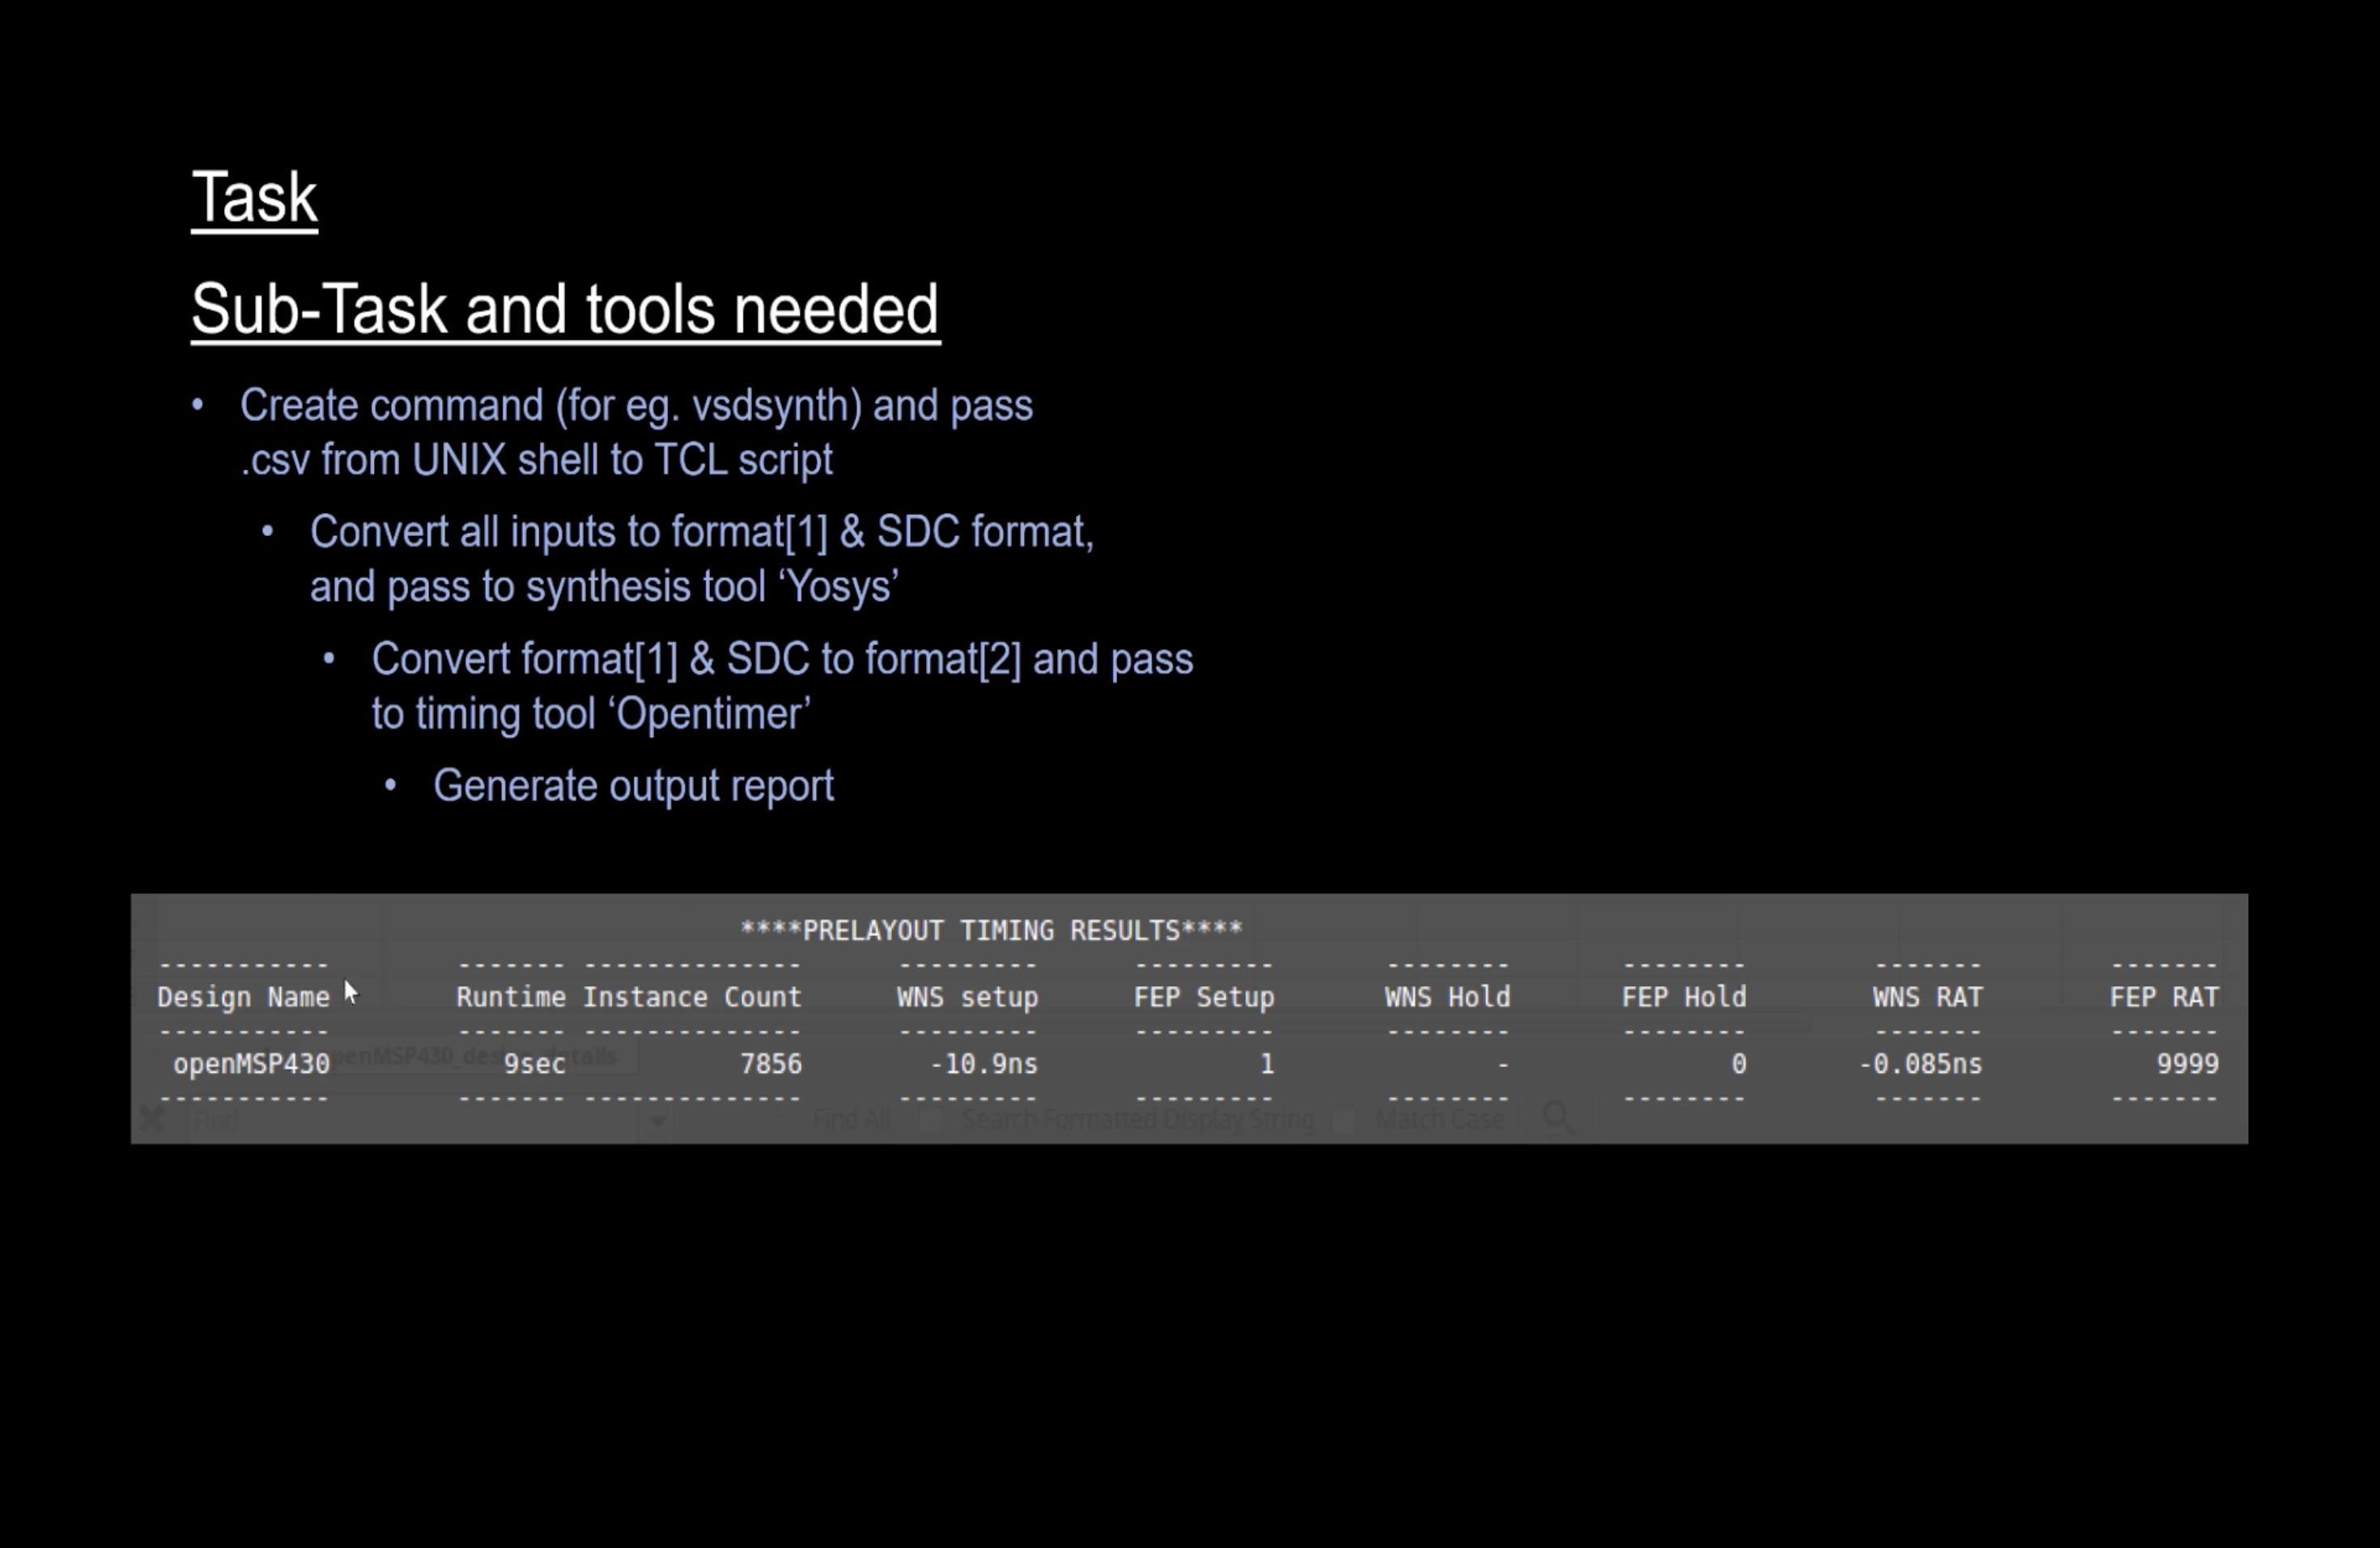 Task
Sub-Task and tools needed
• Create command (for eg. vsdsynth) and pass
.csv from UNIX shell to TCL script
• Convert all inputs to format[1] & SDC format,
and pass to synthesis tool ‘Yosys’
• Convert format[1] & SDC to format[2] and pass
to timing tool ‘Opentimer’
• Generate output report
****PRELAYOUT TIMING RESULTS****
----------- ------- -------------- --------- --------- -------- -------- ------- -------
Design Name Runtime Instance Count WNS setup FEP Setup WNS Hold FEP Hold WNS RAT FEP RAT
----------- ------- -------------- --------- --------- -------- -------- ------- -------
openMSP430 9sec 7856 -10.9ns 1 - 0 -0.085ns 9999
----------- ------- -------------- --------- --------- -------- -------- ------- -------
Find Find All Search Formatted Display String Match Case